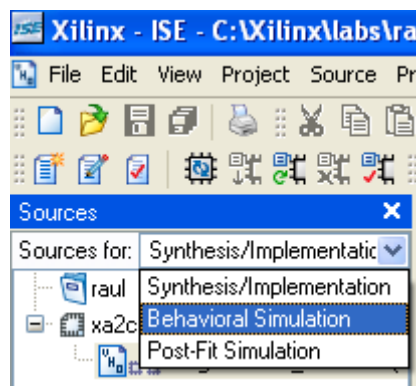 Xilinx - ISE - C:\Xilinx\labs\ra
File Edit View Project Source Pr
Sources
Sources for: Synthesis/Implementatic
raul
Synthesis/Implementation
xa2c
Behavioral Simulation
Post-Fit Simulation